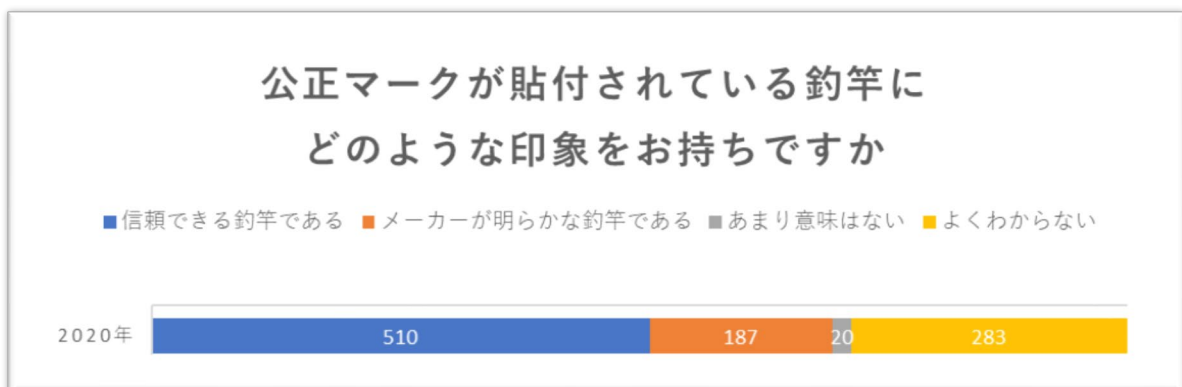 公正マークが貼付されている釣竿に
どのような印象をお持ちですか
信頼できる釣竿である メーカーが明らかな釣竿である あまり意味はない よくわからない
2020年 510 187 20 283